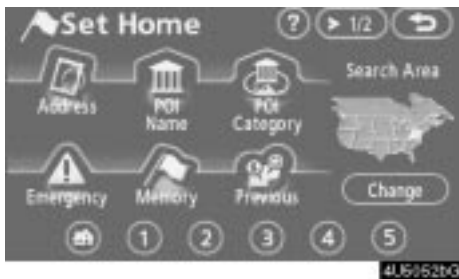 Set Home
? 1/2
Search Area
Address POI Name POI Category
Emergency Memory Previous
Change
1 2 3 4 5
4U5052bG